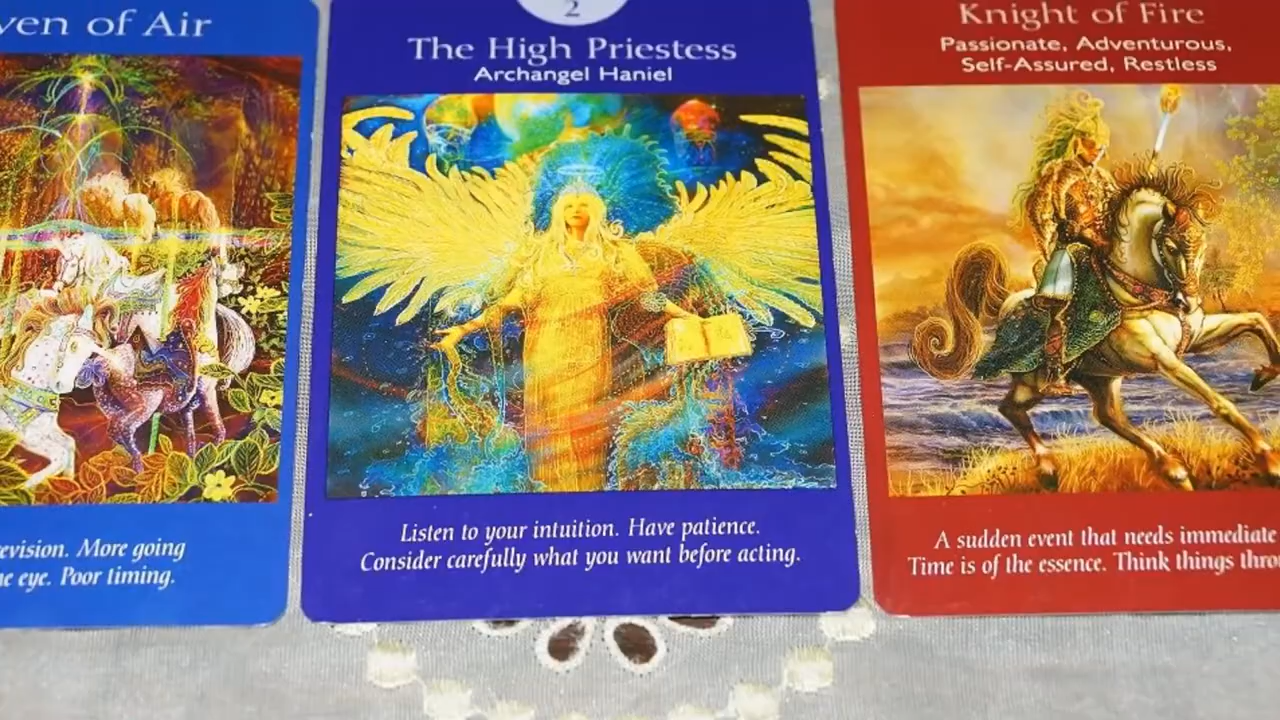 ven of Air
evision. More going
e eye. Poor timing.
2
The High Priestess
Archangel Haniel
Listen to your intuition. Have patience.
Consider carefully what you want before acting.
Knight of Fire
Passionate, Adventurous,
Self-Assured, Restless
A sudden event that needs immediate
Time is of the essence. Think things thro